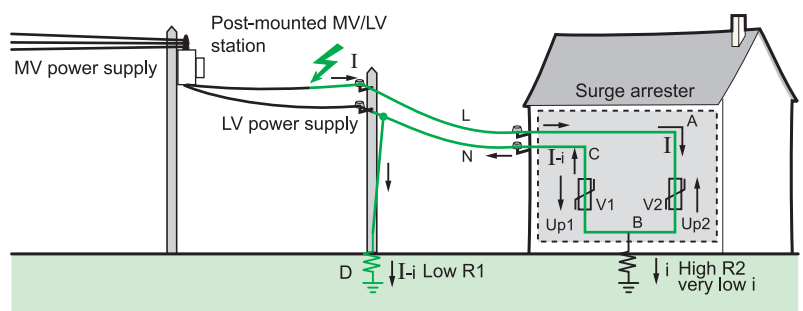 Post-mounted MV/LV
station
MV power supply
I
Surge arrester
LV power supply
L
A
I
N
I-i
C
V1
V2
Up1
B
Up2
D
I-i Low R1
i High R2
very low i